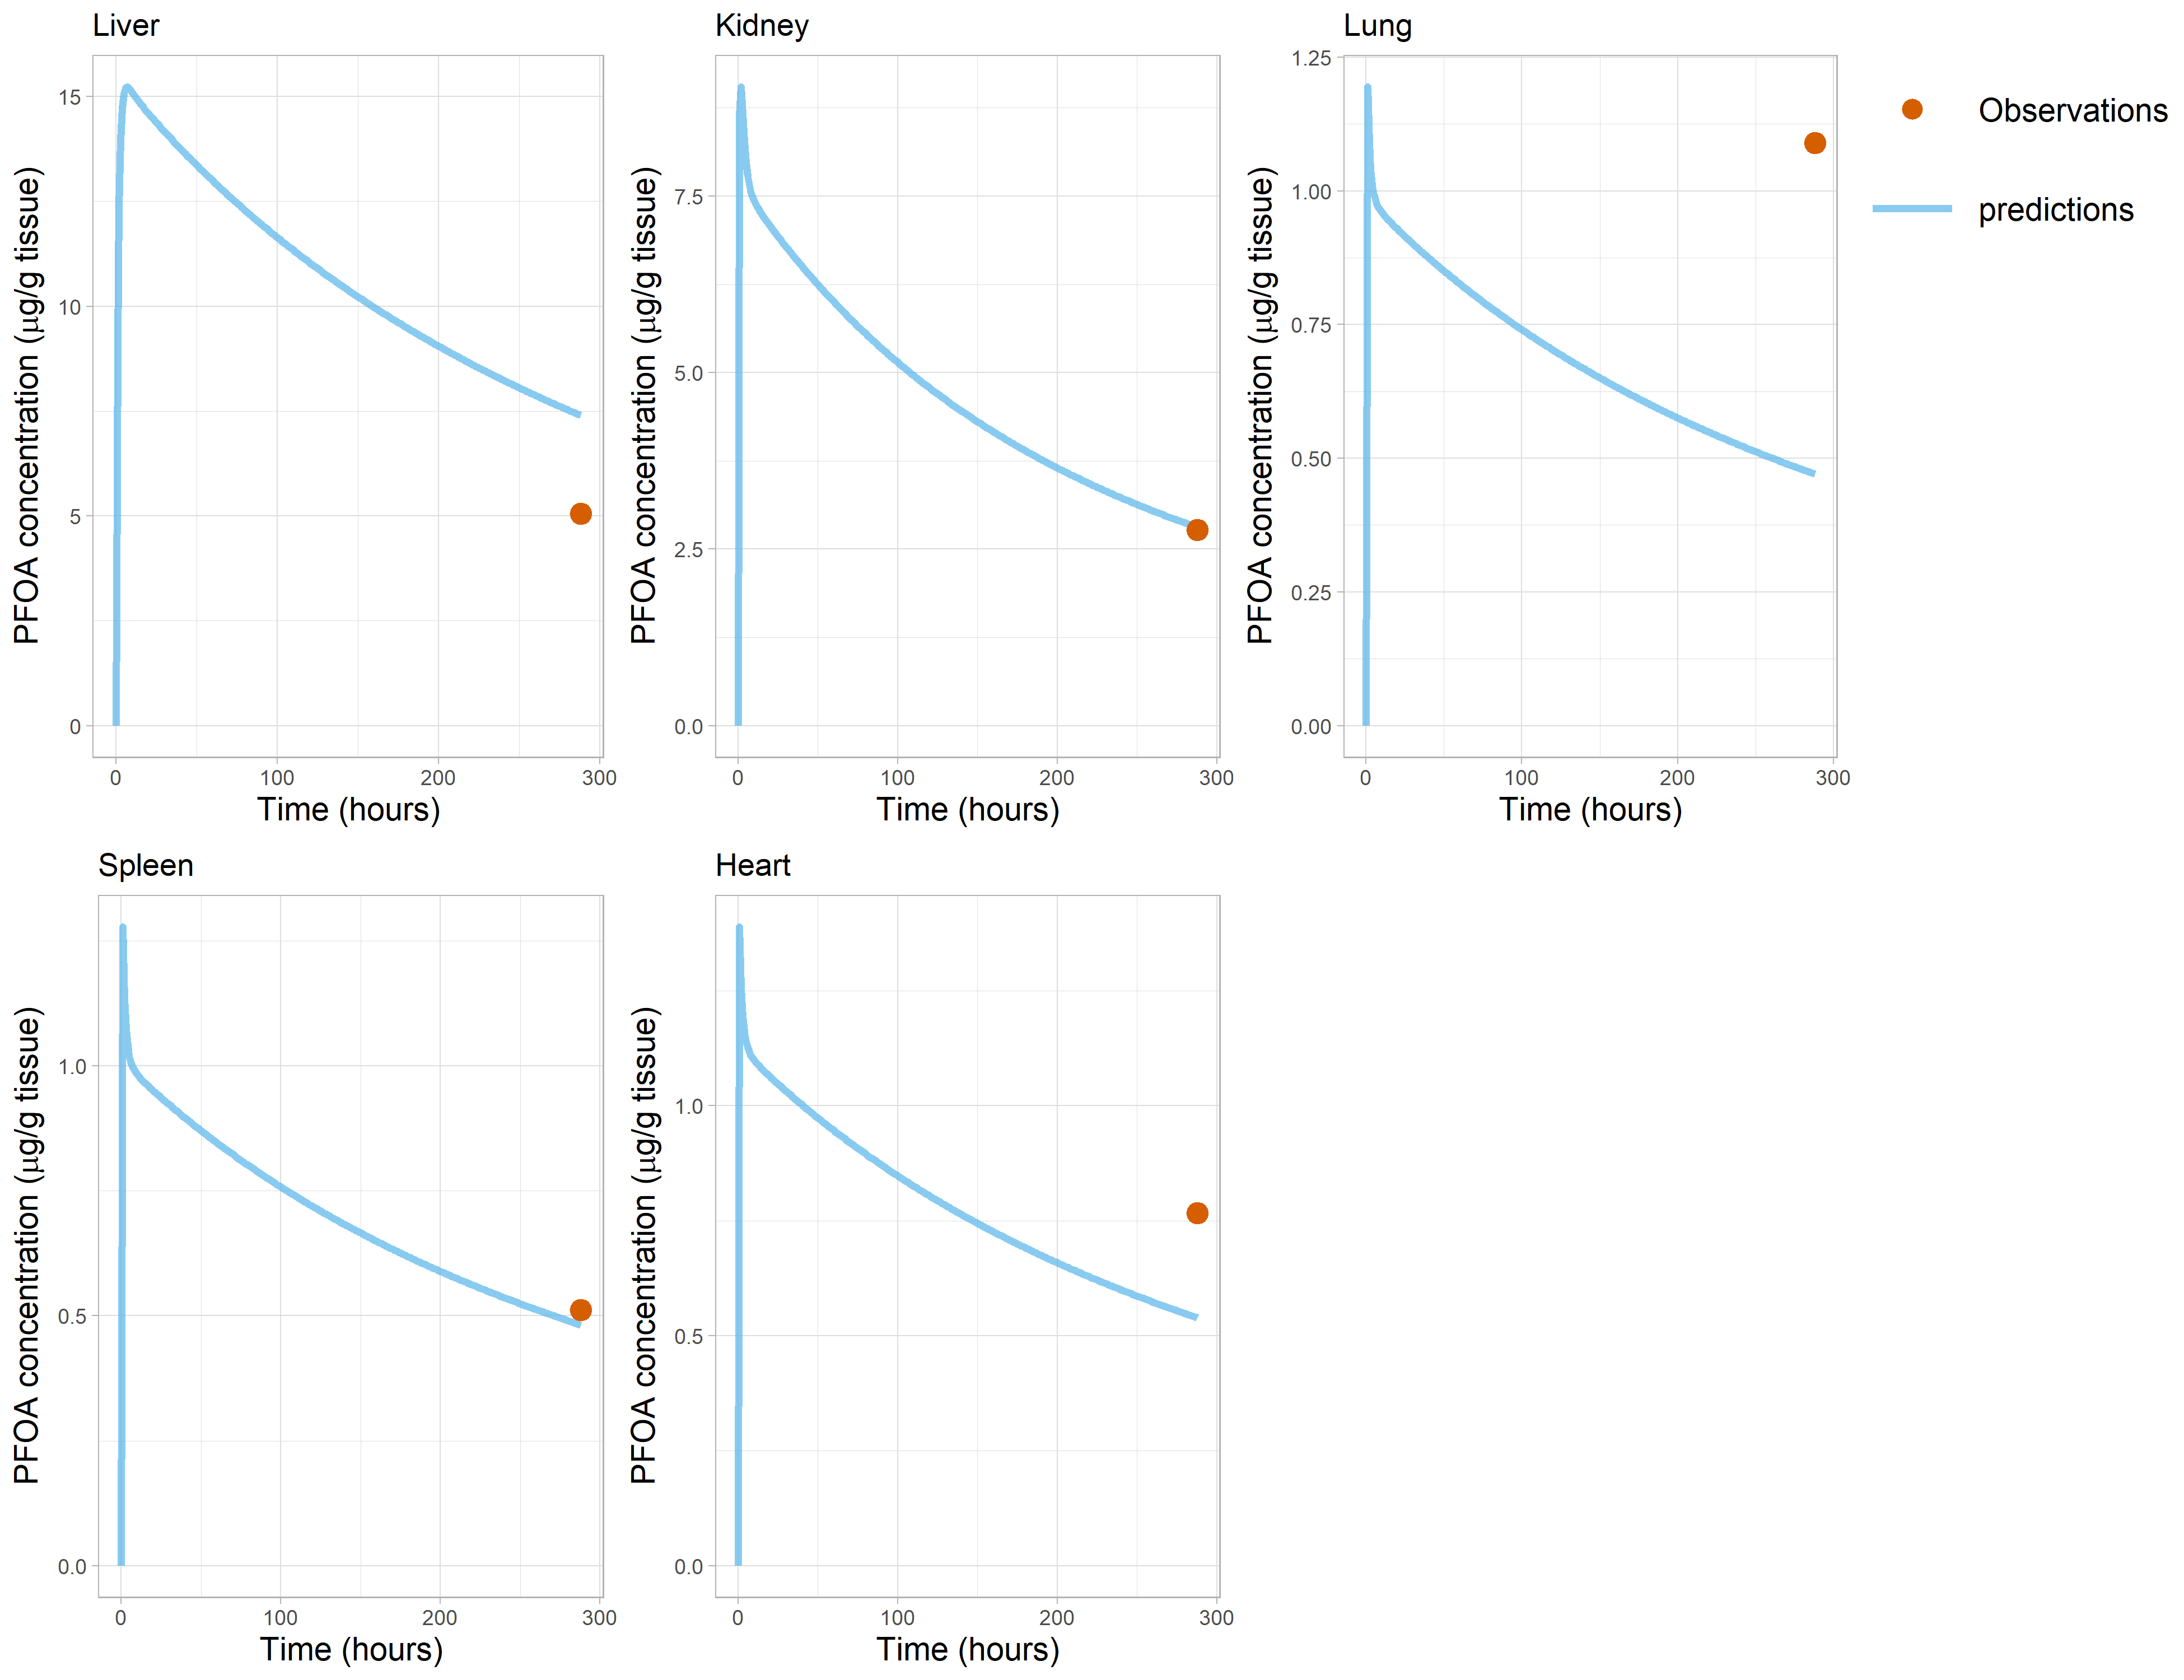 Liver
PFOA concentration (μg/g tissue)
15
10
5
0
0 100 200 300
Time (hours)
Kidney
PFOA concentration (μg/g tissue)
7.5
5.0
2.5
0.0
0 100 200 300
Time (hours)
Lung
PFOA concentration (μg/g tissue)
1.25
1.00
0.75
0.50
0.25
0.00
0 100 200 300
Time (hours)
Observations
predictions
Spleen
PFOA concentration (μg/g tissue)
1.0
0.5
0.0
0 100 200 300
Time (hours)
Heart
PFOA concentration (μg/g tissue)
1.0
0.5
0.0
0 100 200 300
Time (hours)